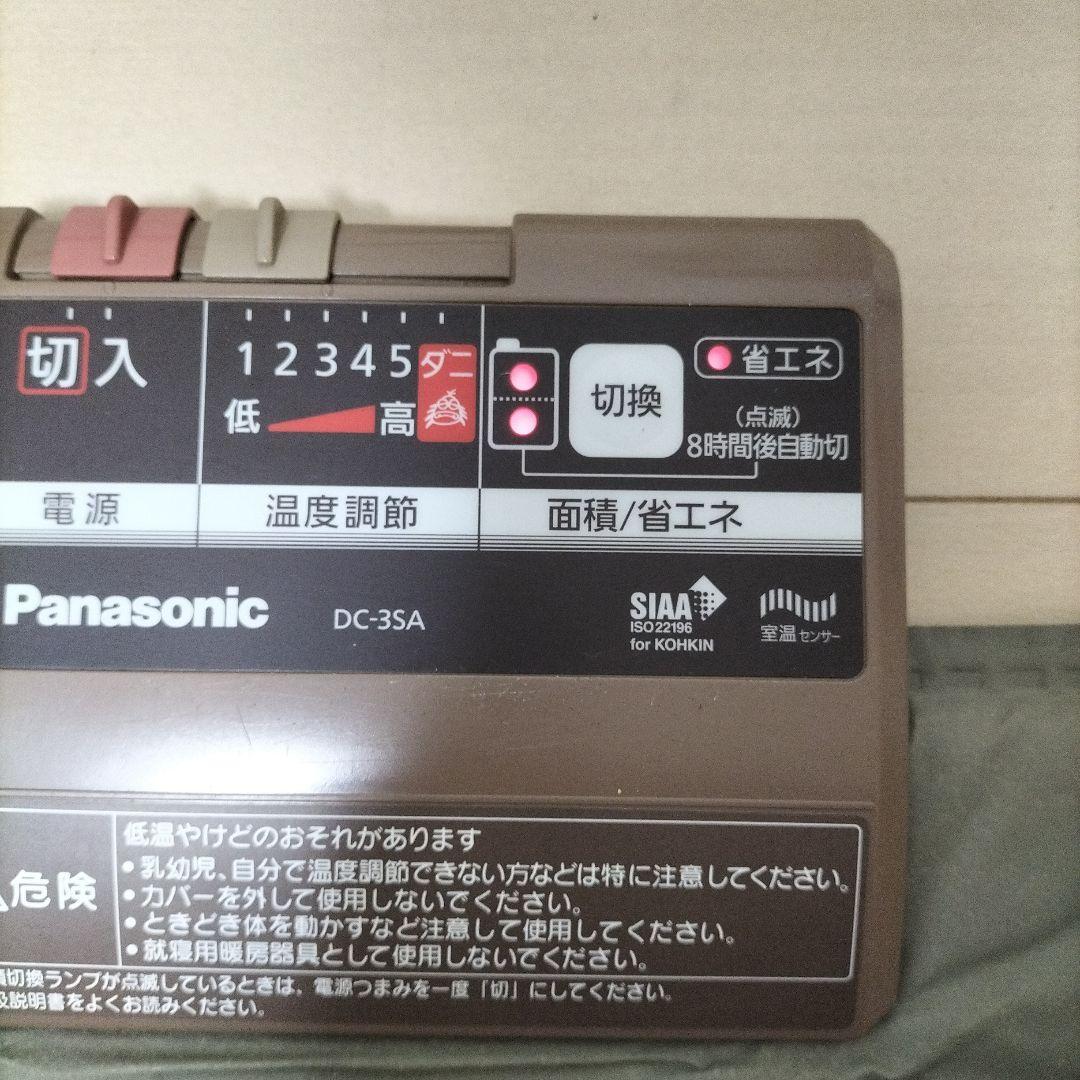 切 入
1 2 3 4 5 ダニ
低 高
切換
省エネ
(点滅)
8時間後自動切
電源
温度調節
面積/省エネ
Panasonic
DC-3SA
SIAA
ISO 22196
for KOHKIN
室温センサー
危険
低温やけどのおそれがあります
・乳幼児、自分で温度調節できない方などは特に注意してください。
・カバーを外して使用しないでください。
・ときどき体を動かすなど注意して使用してください。
・就寝用暖房器具として使用しないでください。
積切換ランプが点滅しているときは、電源つまみを一度「切」にしてください。
扱説明書をよくお読みください。